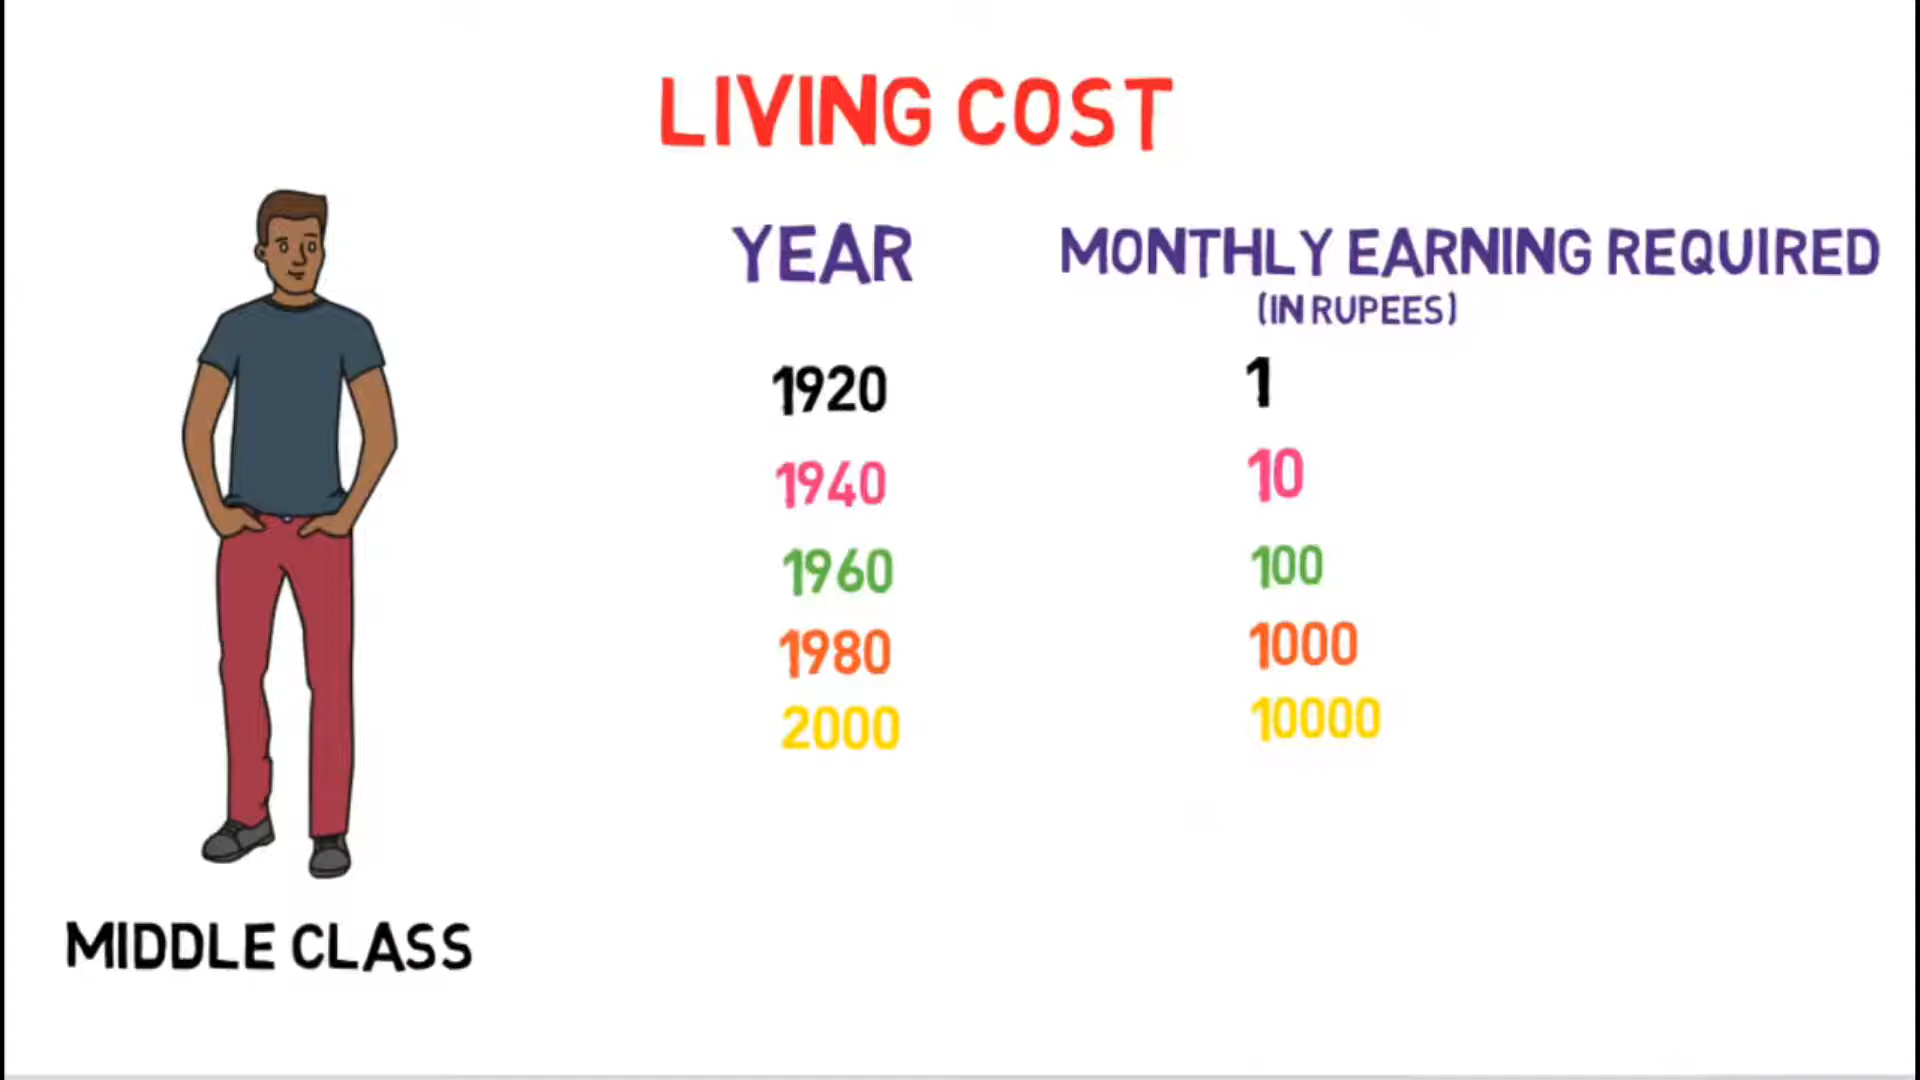 LIVING COST
YEAR MONTHLY EARNING REQUIRED
(IN RUPEES)
1920 1
1940 10
1960 100
1980 1000
2000 10000
MIDDLE CLASS